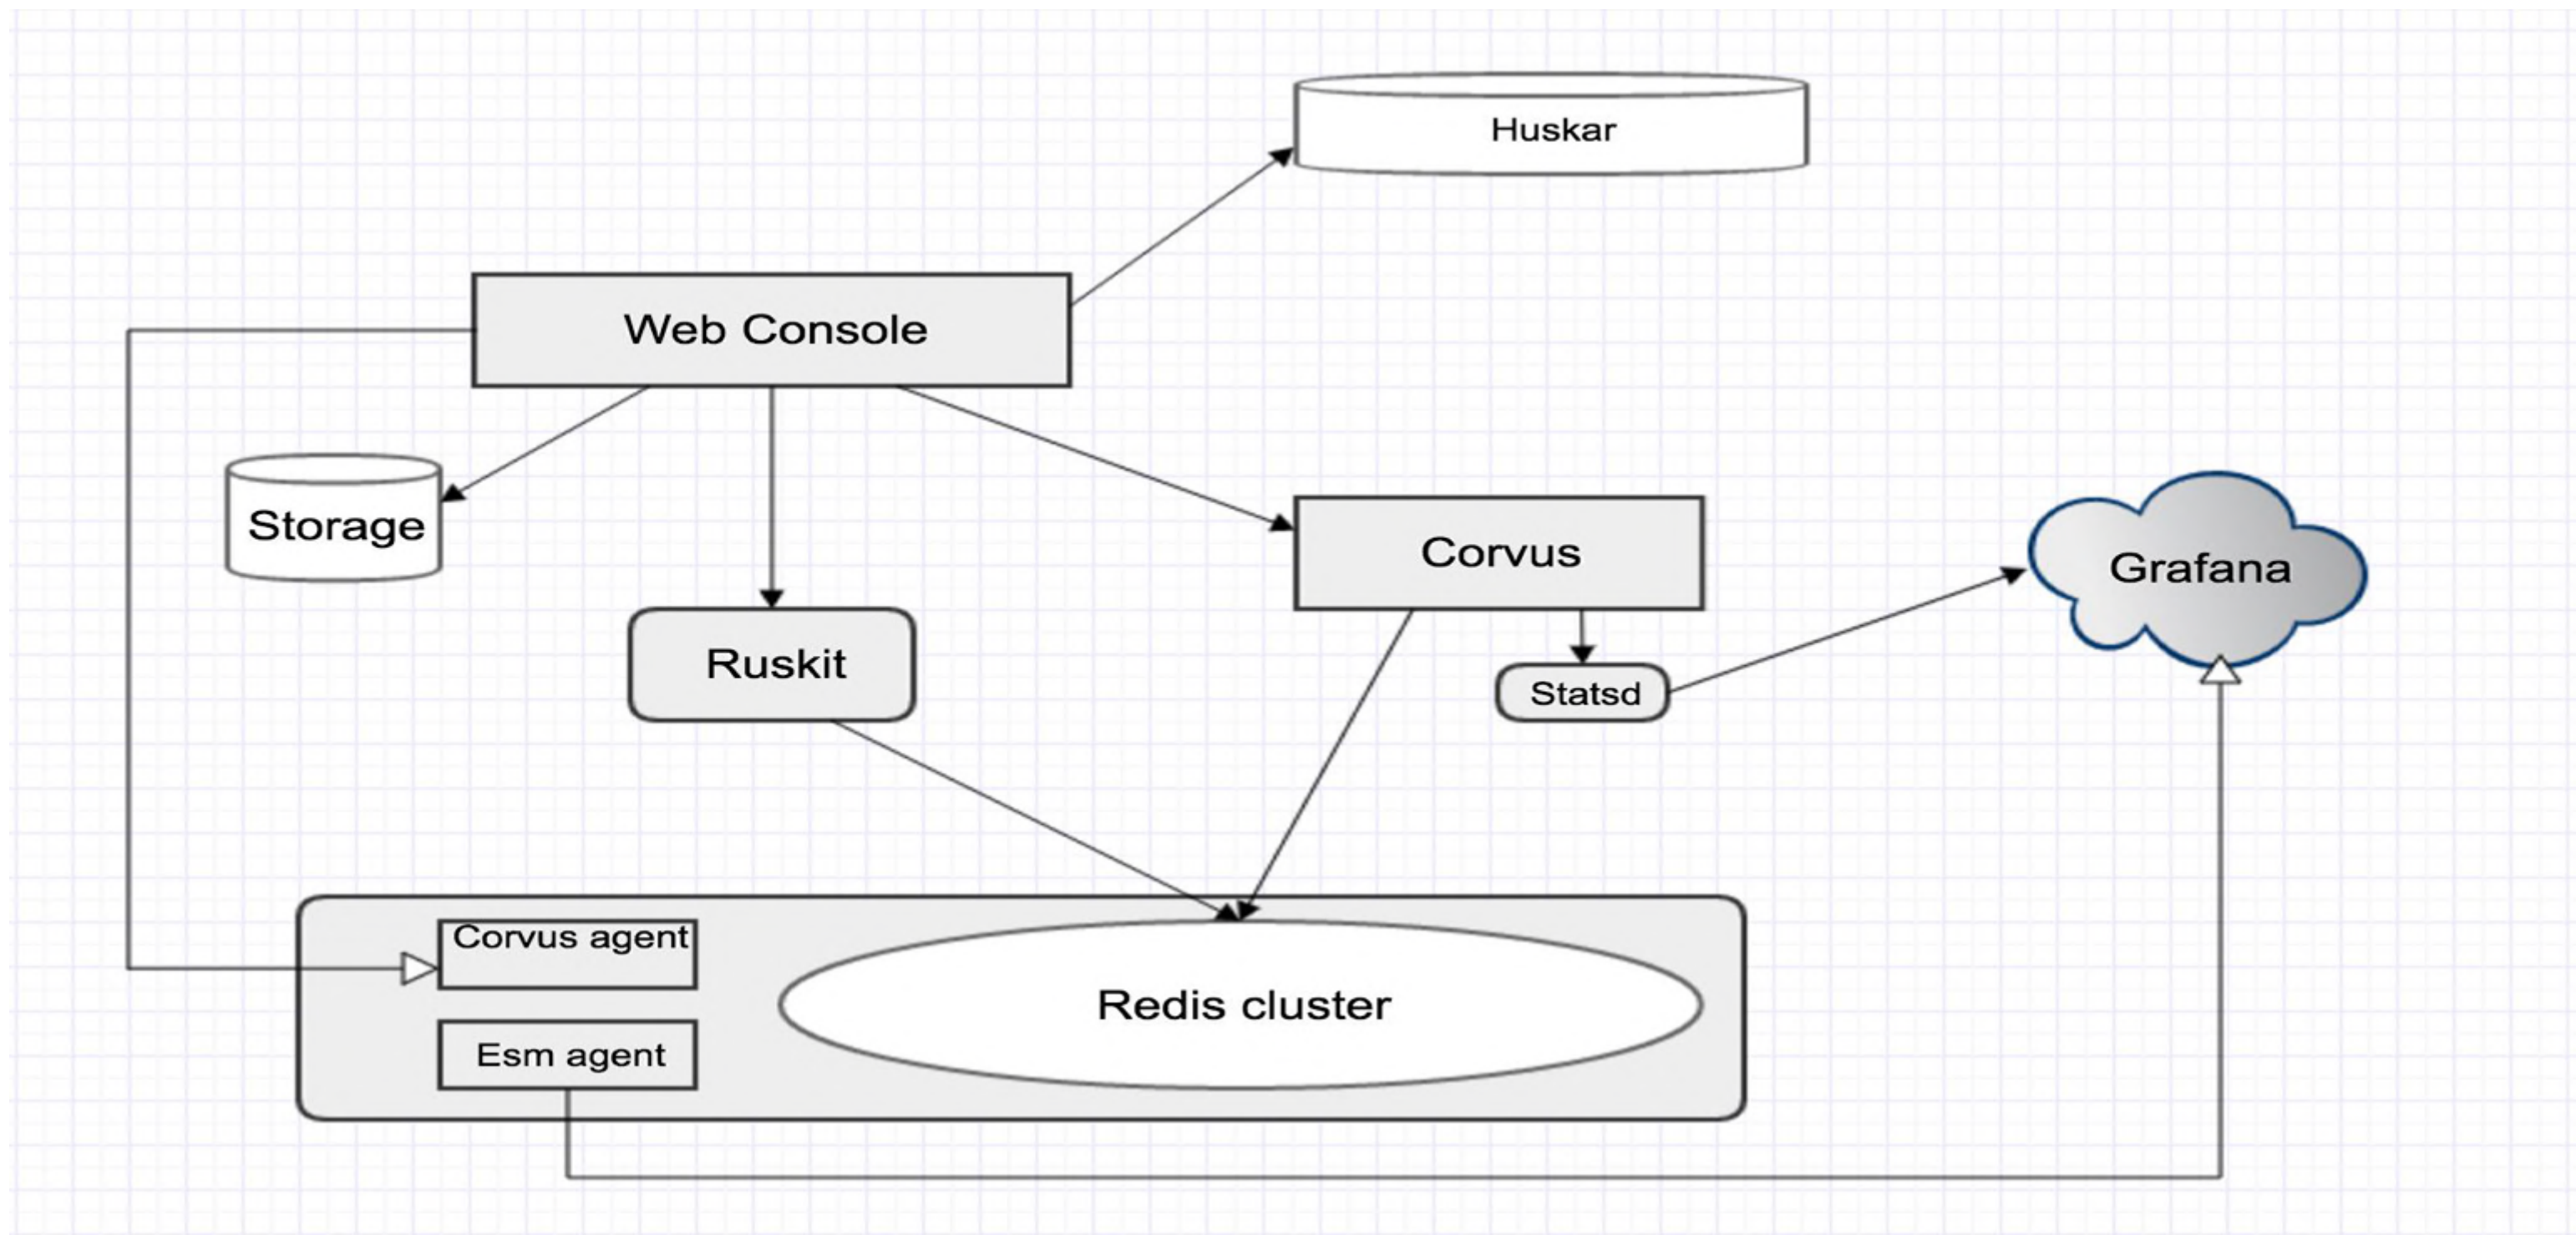 Huskar
Web Console
Storage
Corvus
Grafana
Ruskit
Statsd
Corvus agent
Redis cluster
Esm agent